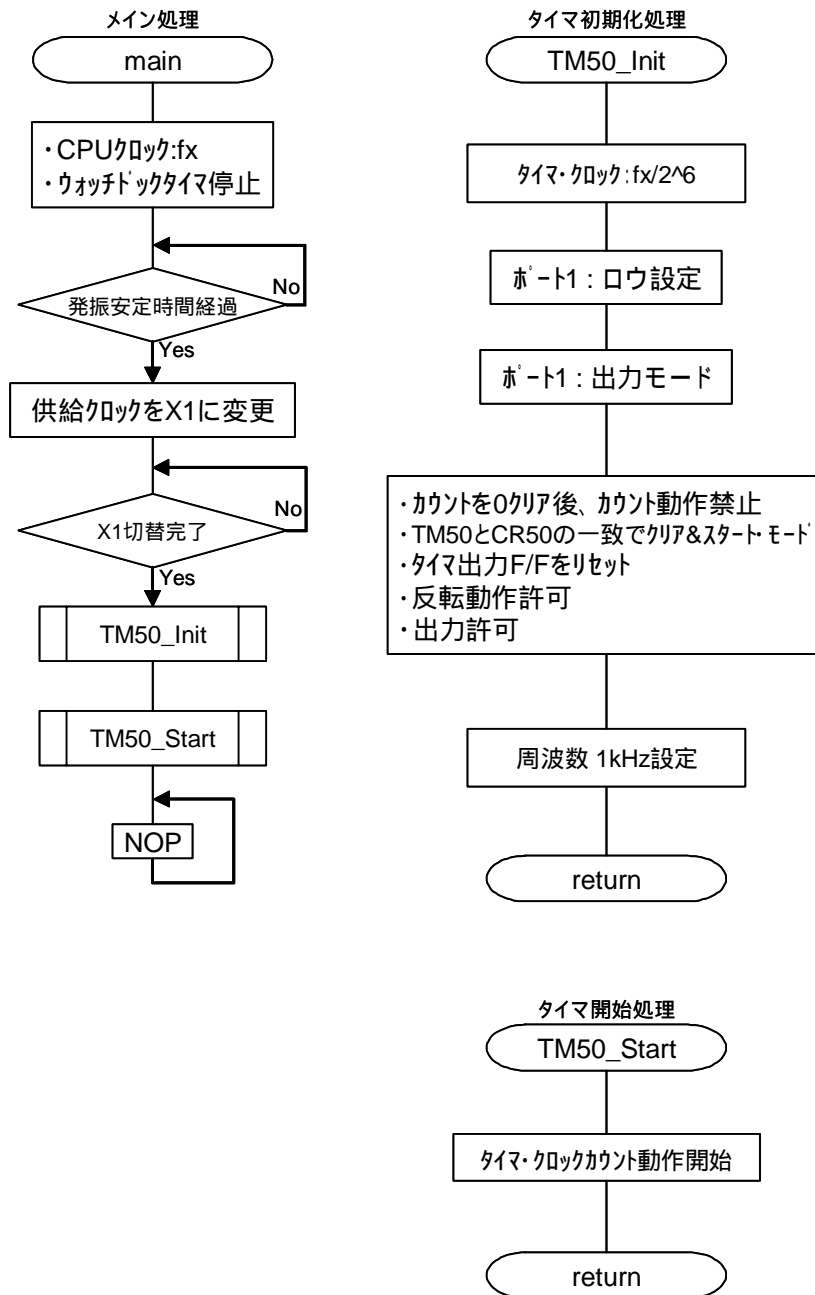 メイン処理
main
・CPUクロック:fx
・ウォッチドックタイマ停止
発振安定時間経過
No
Yes
供給クロックをX1に変更
X1切替完了
No
Yes
TM50_Init
TM50_Start
NOP
タイマ初期化処理
TM50_Init
タイマ・クロック:fx/2^6
ポート1:ロウ設定
ポート1:出力モード
・カウントを0クリア後、カウント動作禁止
・TM50とCR50の一致でクリア&スタート・モード
・タイマ出力F/Fをリセット
・反転動作許可
・出力許可
周波数 1kHz設定
return
タイマ開始処理
TM50_Start
タイマ・クロックカウント動作開始
return